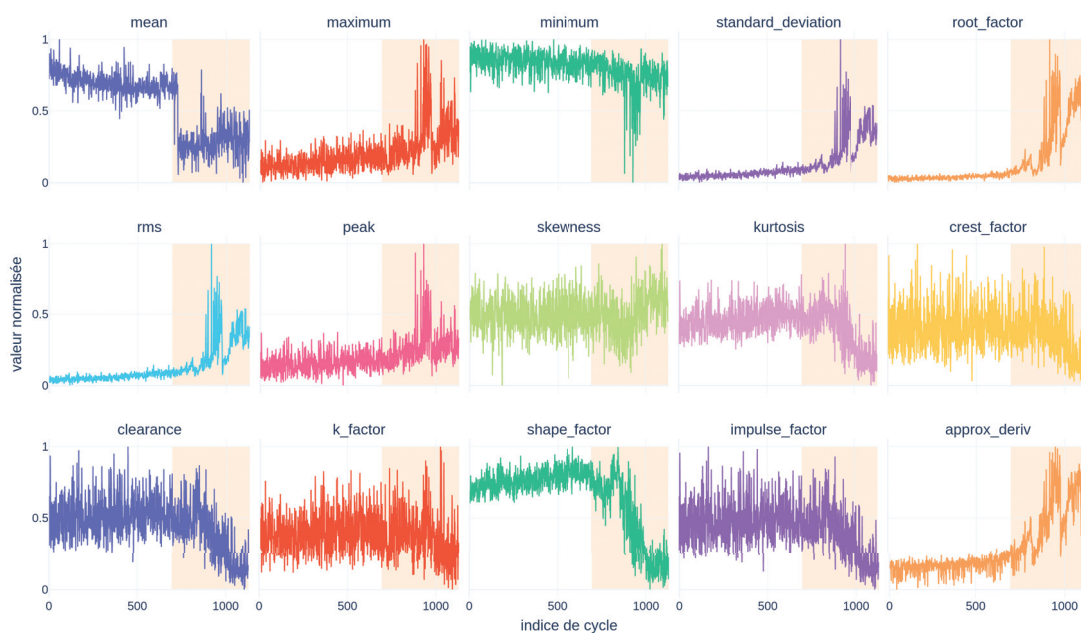 mean maximum minimum standard_deviation root_factor
1
0.5
0
rms peak skewness kurtosis crest_factor
1
0.5
0
valeur normalisée
clearance k_factor shape_factor impulse_factor approx_deriv
1
0.5
0
0 500 1000 0 500 1000 0 500 1000 0 500 1000 0 500 1000
indice de cycle